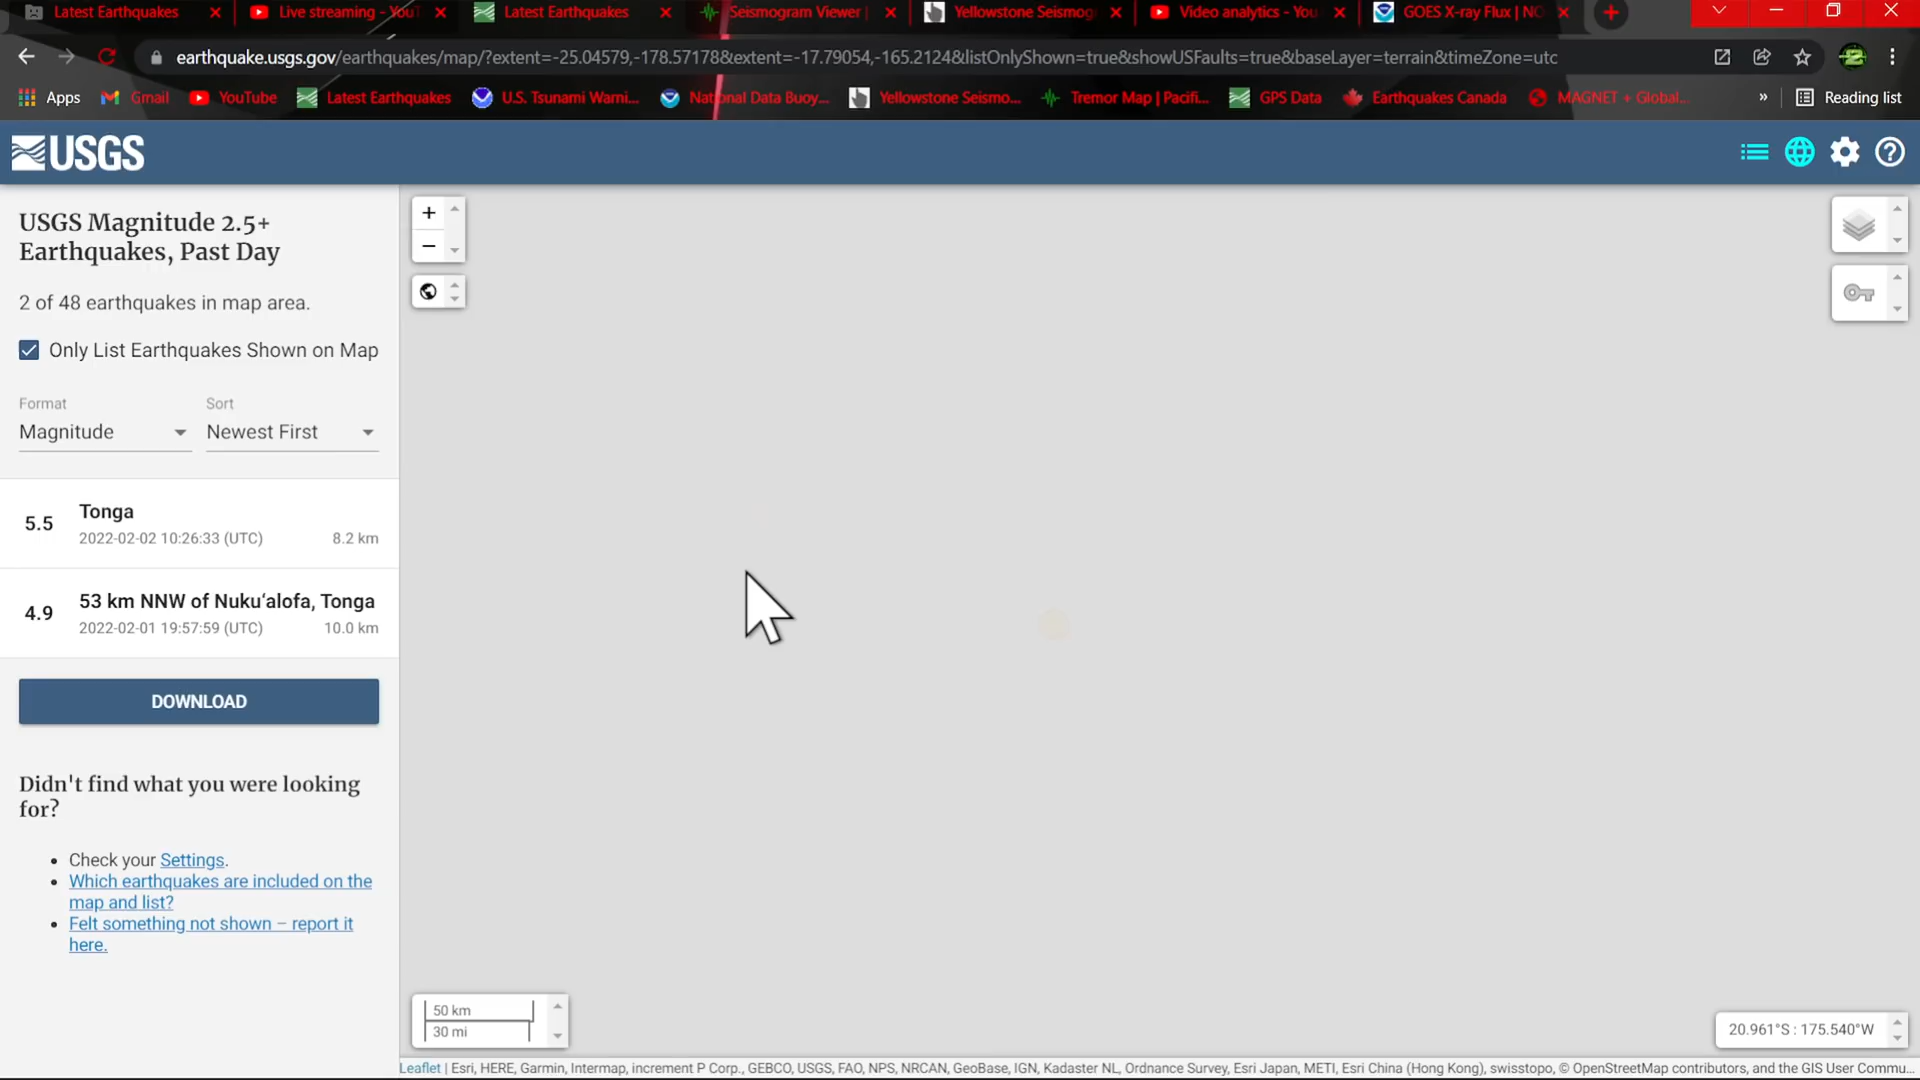 Latest Earthquakes
Live streaming - YouT
Latest Earthquakes
Seismogram Viewer |
Yellowstone Seismog
Video analytics - You
GOES X-ray Flux | NO
earthquake.usgs.gov/earthquakes/map/?extent=-25.04579,-178.57178&extent=-17.79054,-165.2124&listOnlyShown=true&showUSFaults=true&baseLayer=terrain&timeZone=utc
Apps
Gmail
YouTube
Latest Earthquakes
U.S. Tsunami Warni...
National Data Buoy...
Yellowstone Seismo...
Tremor Map | Pacifi...
GPS Data
Earthquakes Canada
MAGNET + Global...
»
Reading list
USGS
USGS Magnitude 2.5+
Earthquakes, Past Day
2 of 48 earthquakes in map area.
Only List Earthquakes Shown on Map
Format
Sort
Magnitude
Newest First
5.5
Tonga
2022-02-02 10:26:33 (UTC)
8.2 km
4.9
53 km NNW of Nuku‘alofa, Tonga
2022-02-01 19:57:59 (UTC)
10.0 km
DOWNLOAD
Didn't find what you were looking
for?
Check your Settings.
Which earthquakes are included on the
map and list?
Felt something not shown – report it
here.
+
−
50 km
30 mi
20.961°S : 175.540°W
Leaflet | Esri, HERE, Garmin, Intermap, increment P Corp., GEBCO, USGS, FAO, NPS, NRCAN, GeoBase, IGN, Kadaster NL, Ordnance Survey, Esri Japan, METI, Esri China (Hong Kong), swisstopo, © OpenStreetMap contributors, and the GIS User Commu...